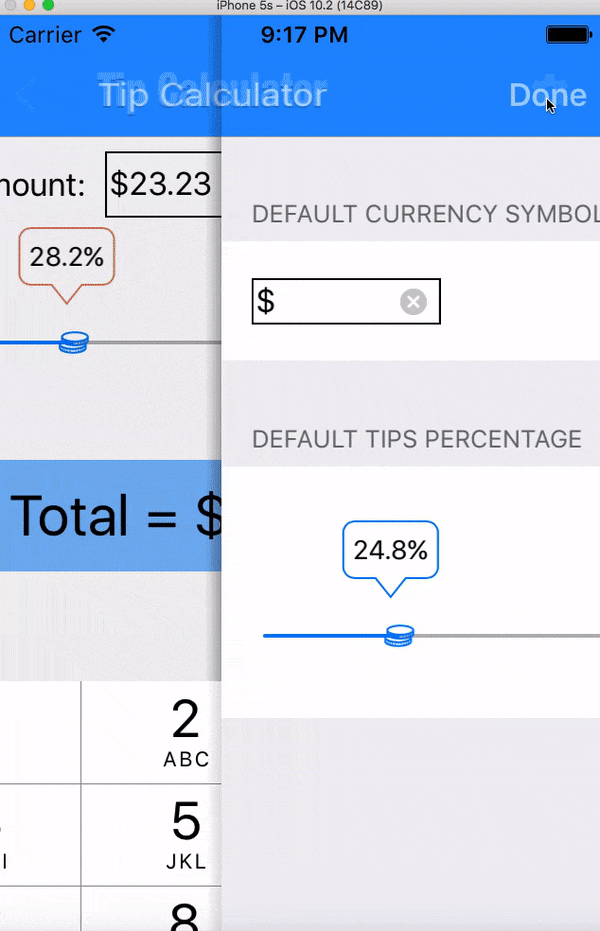 iPhone 5s – iOS 10.2 (14C89)
Carrier 9:17 PM
Tip Calculator Done
mount: $23.23
DEFAULT CURRENCY SYMBOL
28.2%
$
DEFAULT TIPS PERCENTAGE
Total = $
24.8%
2
ABC
5
JKL
8